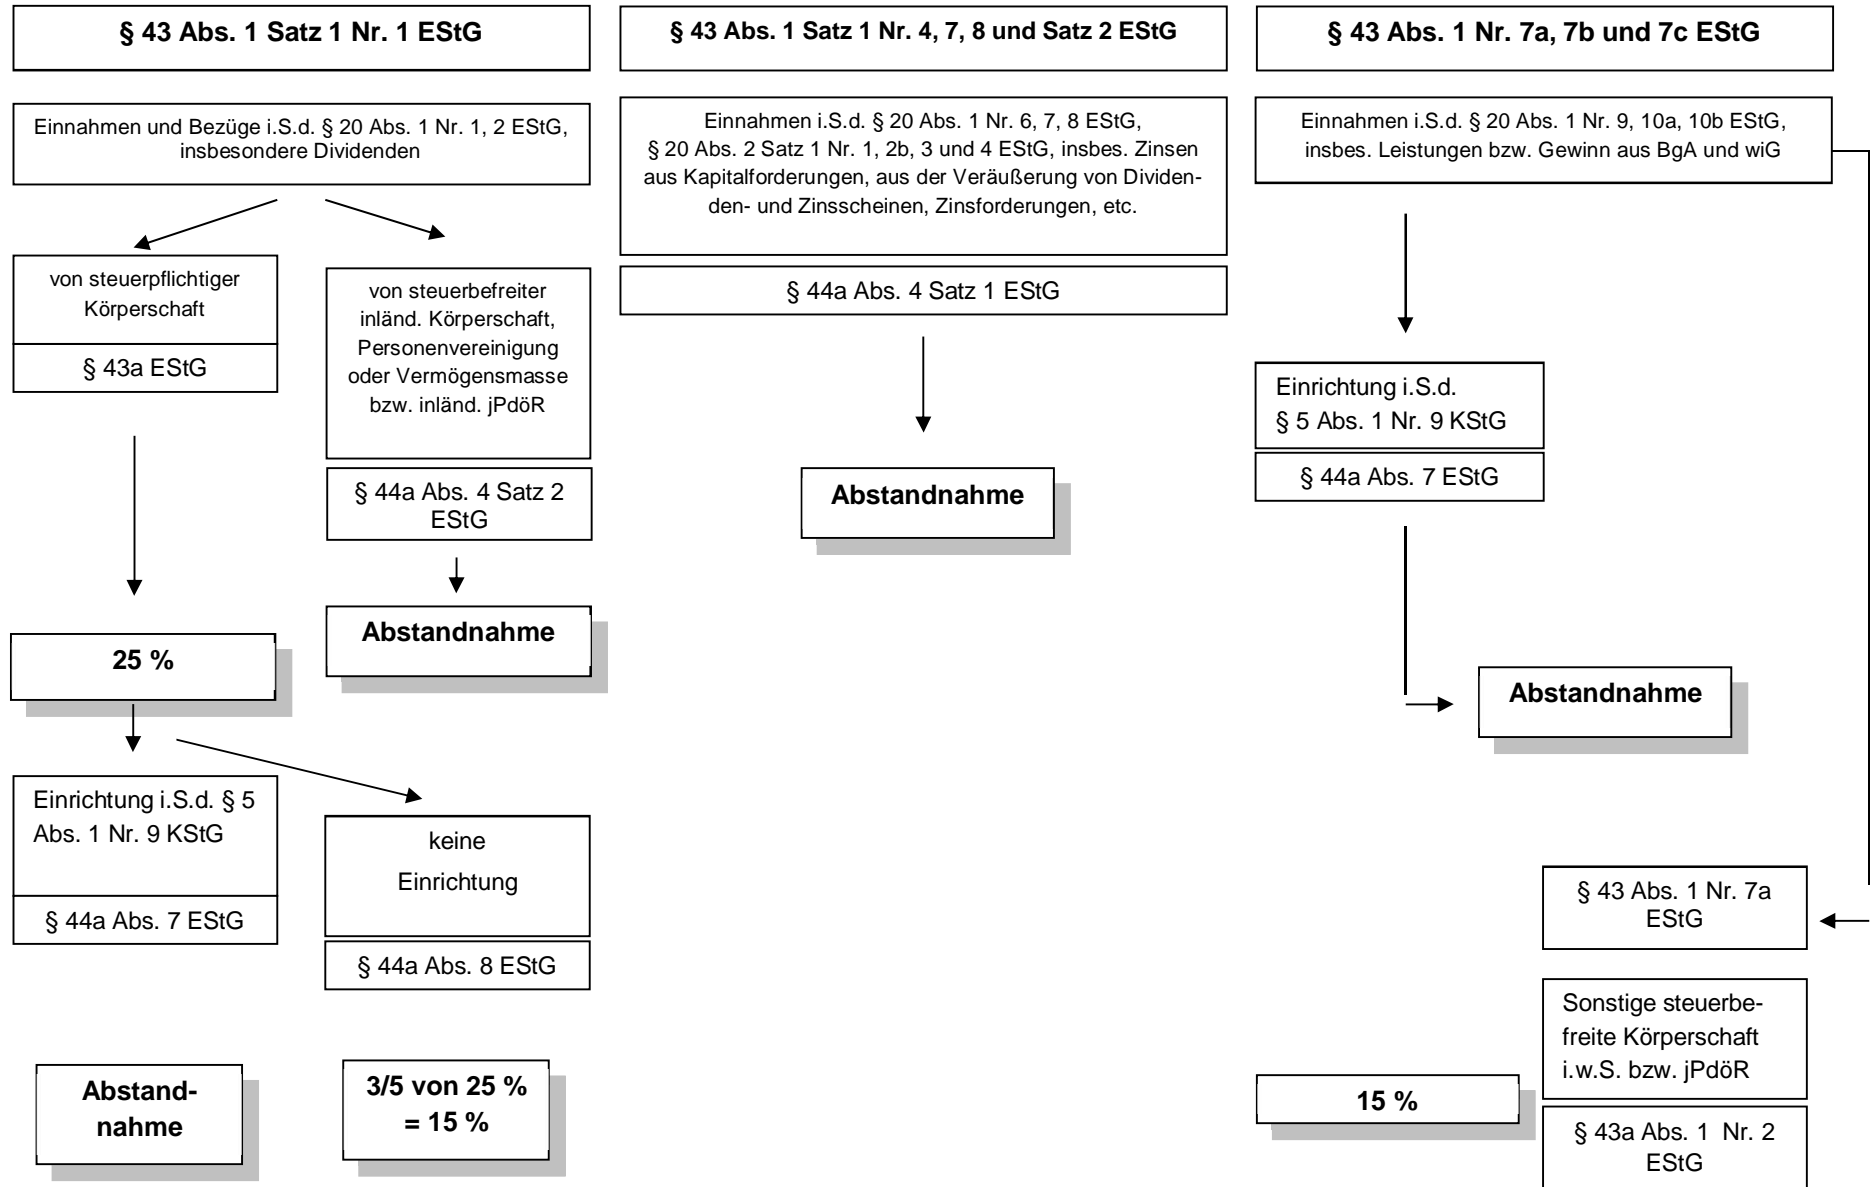 § 43 Abs. 1 Satz 1 Nr. 1 EStG
Einnahmen und Bezüge i.S.d. § 20 Abs. 1 Nr. 1, 2 EStG,
insbesondere Dividenden
von steuerpflichtiger
Körperschaft
§ 43a EStG
25 %
von steuerbefreiter
inländ. Körperschaft,
Personenvereinigung
oder Vermögensmasse
bzw. inländ. jPdöR
§ 44a Abs. 4 Satz 2
EStG
Abstandnahme
Einrichtung i.S.d. § 5
Abs. 1 Nr. 9 KStG
§ 44a Abs. 7 EStG
Abstand-
nahme
keine
Einrichtung
§ 44a Abs. 8 EStG
3/5 von 25 %
= 15 %
§ 43 Abs. 1 Satz 1 Nr. 4, 7, 8 und Satz 2 EStG
Einnahmen i.S.d. § 20 Abs. 1 Nr. 6, 7, 8 EStG,
§ 20 Abs. 2 Satz 1 Nr. 1, 2b, 3 und 4 EStG, insbes. Zinsen
aus Kapitalforderungen, aus der Veräußerung von Dividen-
den- und Zinsscheinen, Zinsforderungen, etc.
§ 44a Abs. 4 Satz 1 EStG
Abstandnahme
§ 43 Abs. 1 Nr. 7a, 7b und 7c EStG
Einnahmen i.S.d. § 20 Abs. 1 Nr. 9, 10a, 10b EStG,
insbes. Leistungen bzw. Gewinn aus BgA und wiG
Einrichtung i.S.d.
§ 5 Abs. 1 Nr. 9 KStG
§ 44a Abs. 7 EStG
Abstandnahme
§ 43 Abs. 1 Nr. 7a
EStG
Sonstige steuerbe-
freite Körperschaft
i.w.S. bzw. jPdöR
§ 43a Abs. 1 Nr. 2
EStG
15 %